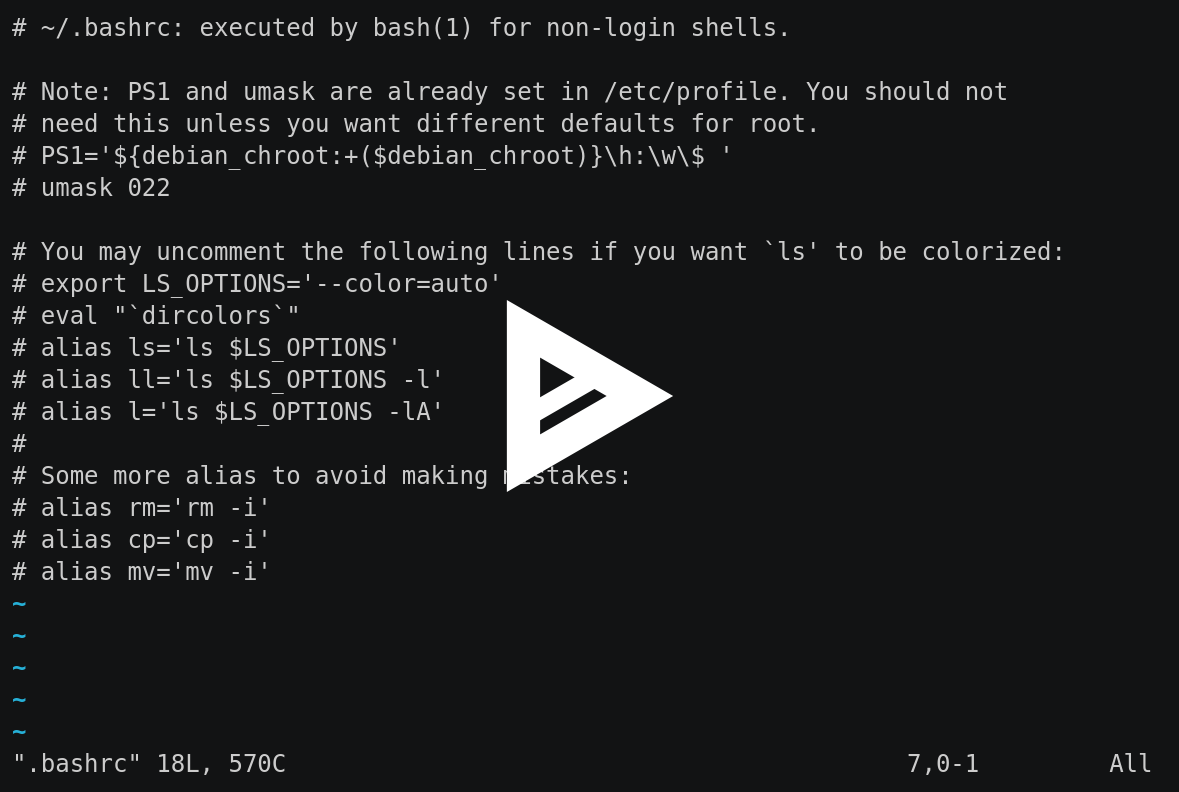 # ~/.bashrc: executed by bash(1) for non-login shells.

# Note: PS1 and umask are already set in /etc/profile. You should not
# need this unless you want different defaults for root.
# PS1='${debian_chroot:+($debian_chroot)}\h:\w\$ '
# umask 022

# You may uncomment the following lines if you want `ls' to be colorized:
# export LS_OPTIONS='--color=auto'
# eval "`dircolors`"
# alias ls='ls $LS_OPTIONS'
# alias ll='ls $LS_OPTIONS -l'
# alias l='ls $LS_OPTIONS -lA'
#
# Some more alias to avoid making mistakes:
# alias rm='rm -i'
# alias cp='cp -i'
# alias mv='mv -i'
~
~
~
~
~
".bashrc" 18L, 570C 7,0-1 All